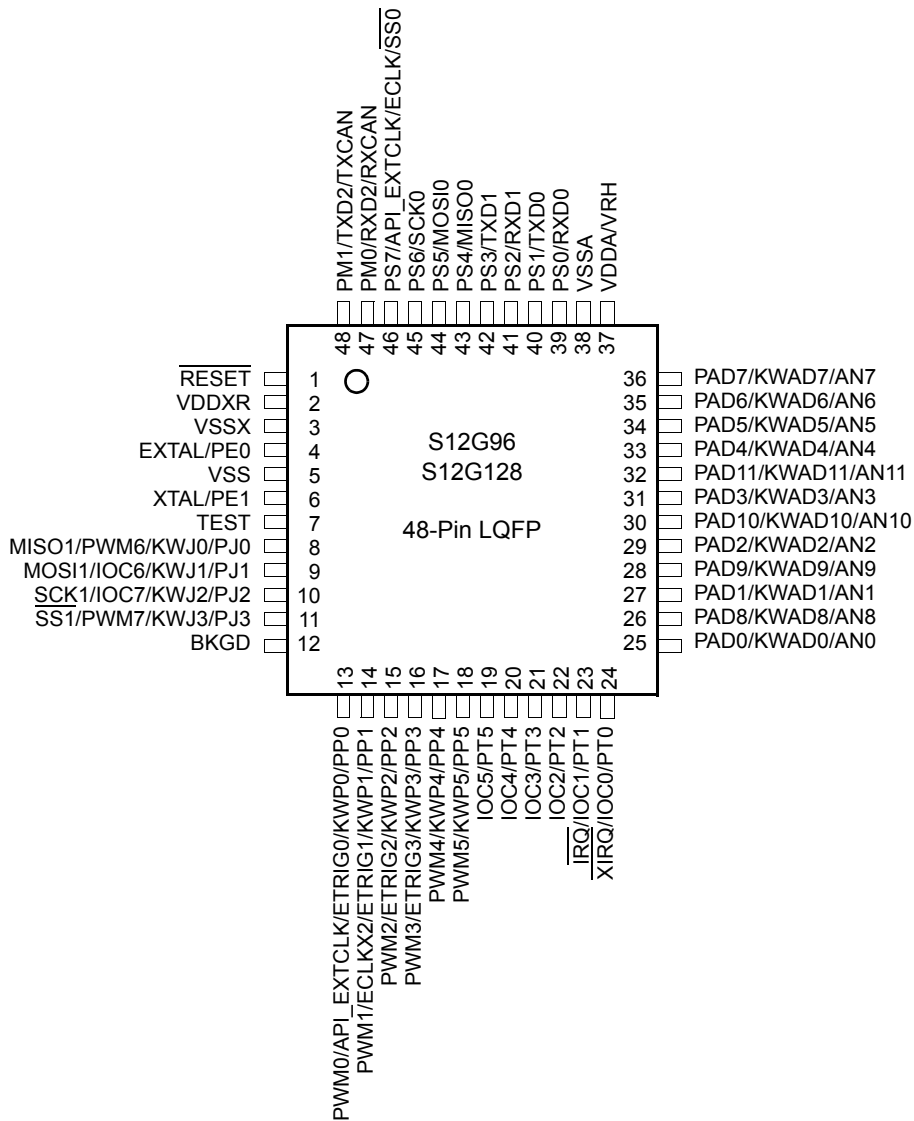 PM1/TXD2/TXCAN
PM0/RXD2/RXCAN
PS7/API_EXTCLK/ECLK/SS0
PS6/SCK0
PS5/MOSI0
PS4/MISO0
PS3/TXD1
PS2/RXD1
PS1/TXD0
PS0/RXD0
VSSA
VDDA/VRH
48
47
46
45
44
43
42
41
40
39
38
37
RESET 1
VDDXR 2
VSSX 3
EXTAL/PE0 4
VSS 5
XTAL/PE1 6
TEST 7
MISO1/PWM6/KWJ0/PJ0 8
MOSI1/IOC6/KWJ1/PJ1 9
SCK1/IOC7/KWJ2/PJ2 10
SS1/PWM7/KWJ3/PJ3 11
BKGD 12
S12G96
S12G128
48-Pin LQFP
36 PAD7/KWAD7/AN7
35 PAD6/KWAD6/AN6
34 PAD5/KWAD5/AN5
33 PAD4/KWAD4/AN4
32 PAD11/KWAD11/AN11
31 PAD3/KWAD3/AN3
30 PAD10/KWAD10/AN10
29 PAD2/KWAD2/AN2
28 PAD9/KWAD9/AN9
27 PAD1/KWAD1/AN1
26 PAD8/KWAD8/AN8
25 PAD0/KWAD0/AN0
13
14
15
16
17
18
19
20
21
22
23
24
PWM0/API_EXTCLK/ETRIG0/KWP0/PP0
PWM1/ECLKX2/ETRIG1/KWP1/PP1
PWM2/ETRIG2/KWP2/PP2
PWM3/ETRIG3/KWP3/PP3
PWM4/KWP4/PP4
PWM5/KWP5/PP5
IOC5/PT5
IOC4/PT4
IOC3/PT3
IOC2/PT2
IRQ/IOC1/PT1
XIRQ/IOC0/PT0